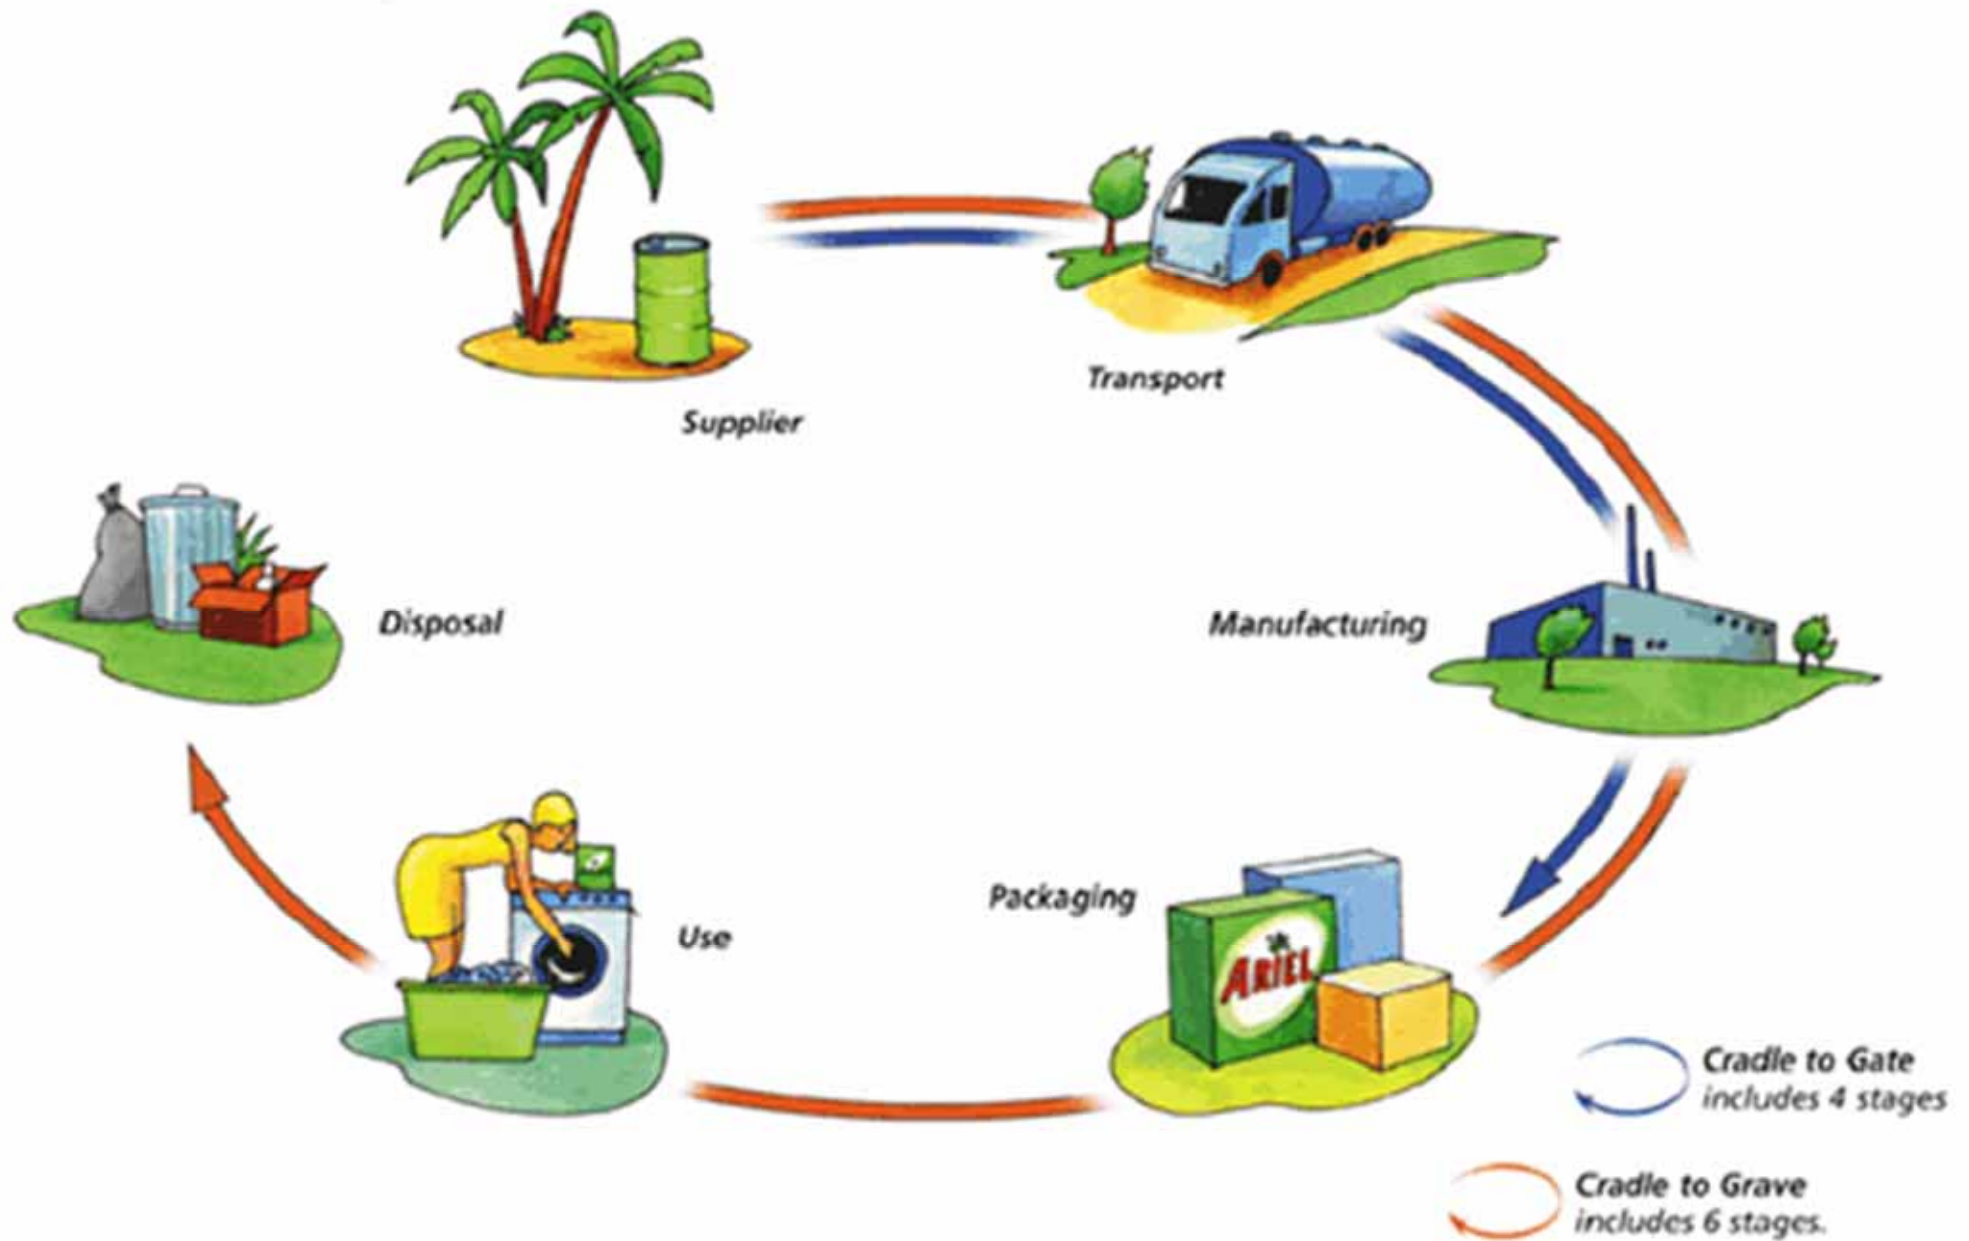 Transport
Supplier
Disposal
Manufacturing
Packaging
ARIEL
Use
Cradle to Gate
includes 4 stages
Cradle to Grave
includes 6 stages.